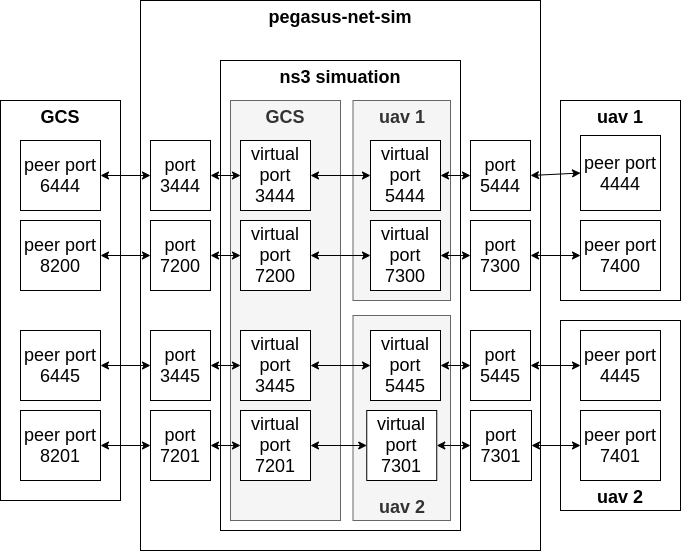 pegasus-net-sim
ns3 simuation
GCS
GCS
uav 1
uav 1
peer port
6444
port
3444
virtual
port
3444
virtual
port
5444
port
5444
peer port
4444
peer port
8200
port
7200
virtual
port
7200
virtual
port
7300
port
7300
peer port
7400
peer port
6445
port
3445
virtual
port
3445
virtual
port
5445
port
5445
peer port
4445
peer port
8201
port
7201
virtual
port
7201
virtual
port
7301
port
7301
peer port
7401
uav 2
uav 2